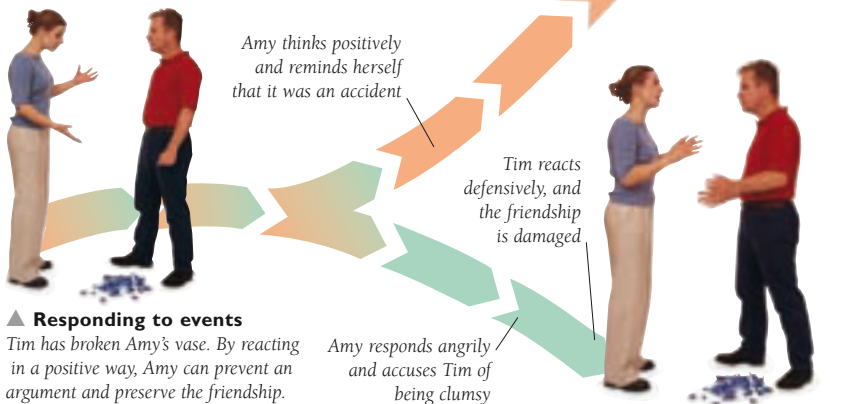 Amy thinks positively
and reminds herself
that it was an accident
Tim reacts
defensively, and
the friendship
is damaged
▲ Responding to events
Tim has broken Amy's vase. By reacting
in a positive way, Amy can prevent an
argument and preserve the friendship.
Amy responds angrily
and accuses Tim of
being clumsy